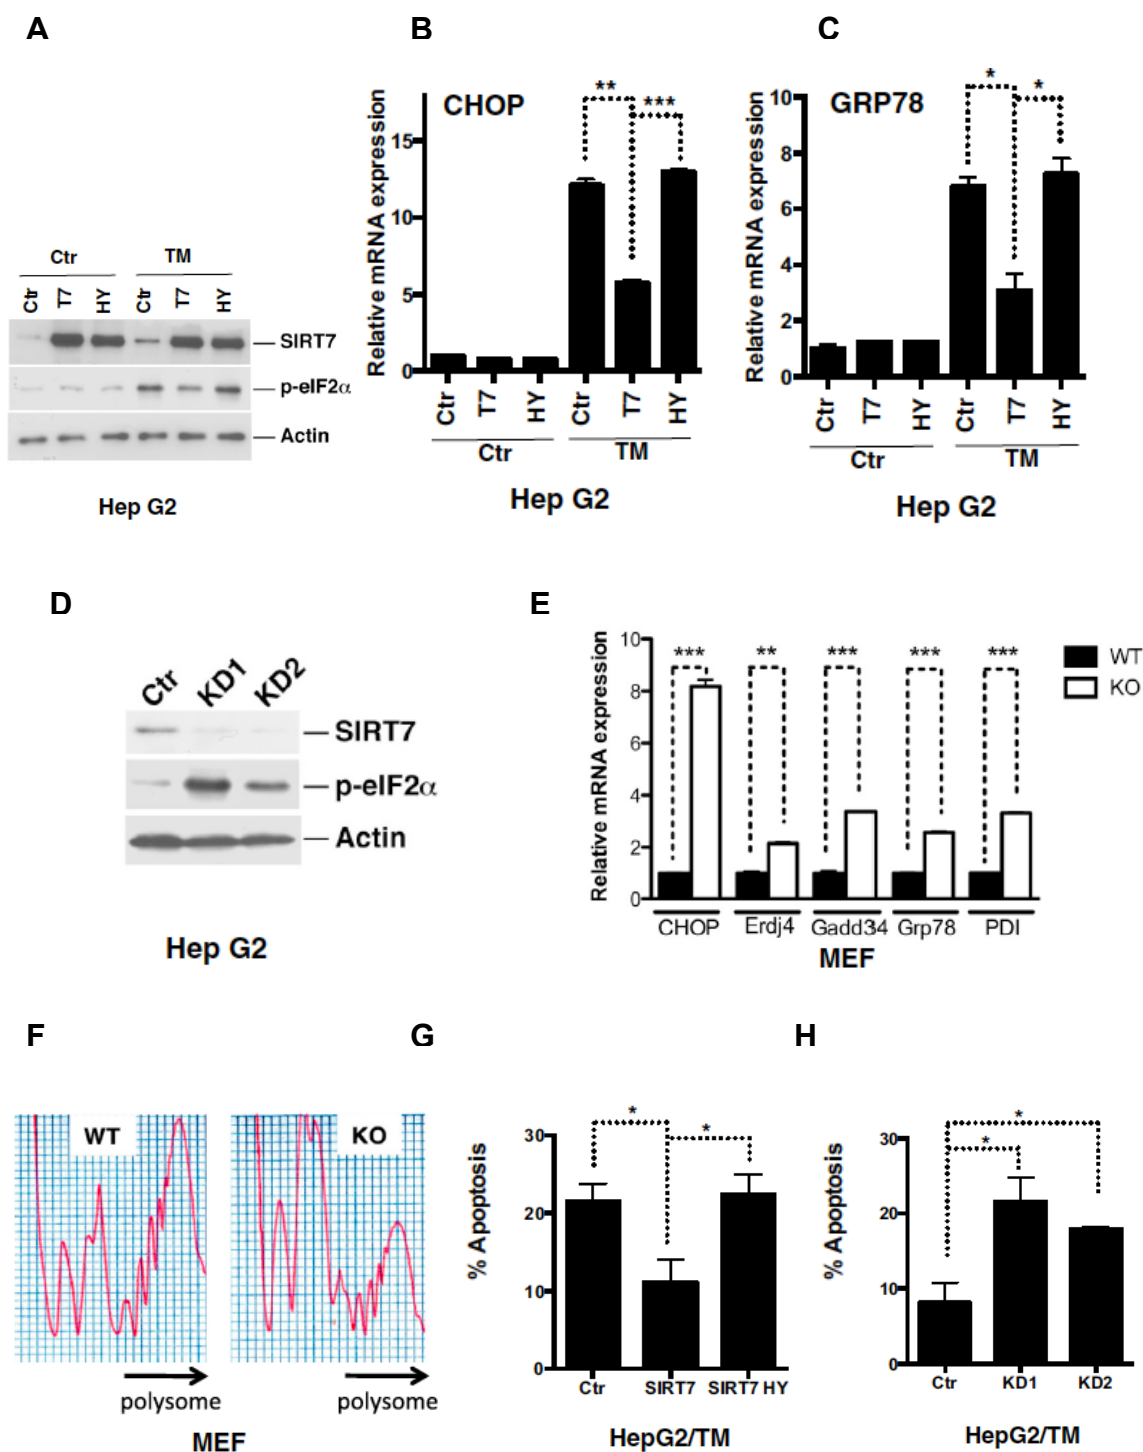 A
B
C
Ctr
TM
Ctr
T7
HY
Ctr
T7
HY
SIRT7
p-eIF2α
Actin
Hep G2
CHOP
**
***
Relative mRNA expression
15
10
5
0
Ctr
T7
HY
Ctr
T7
HY
Ctr
TM
Hep G2
GRP78
*
*
Relative mRNA expression
10
8
6
4
2
0
Ctr
T7
HY
Ctr
T7
HY
Ctr
TM
Hep G2
D
E
Ctr
KD1
KD2
SIRT7
p-eIF2α
Actin
Hep G2
Relative mRNA expression
10
8
6
4
2
0
***
**
***
***
***
WT
KO
CHOP
Erdj4
Gadd34
Grp78
PDI
MEF
F
G
H
WT
KO
polysome
polysome
MEF
% Apoptosis
30
20
10
0
*
*
Ctr
SIRT7
SIRT7 HY
HepG2/TM
% Apoptosis
30
20
10
0
*
*
Ctr
KD1
KD2
HepG2/TM